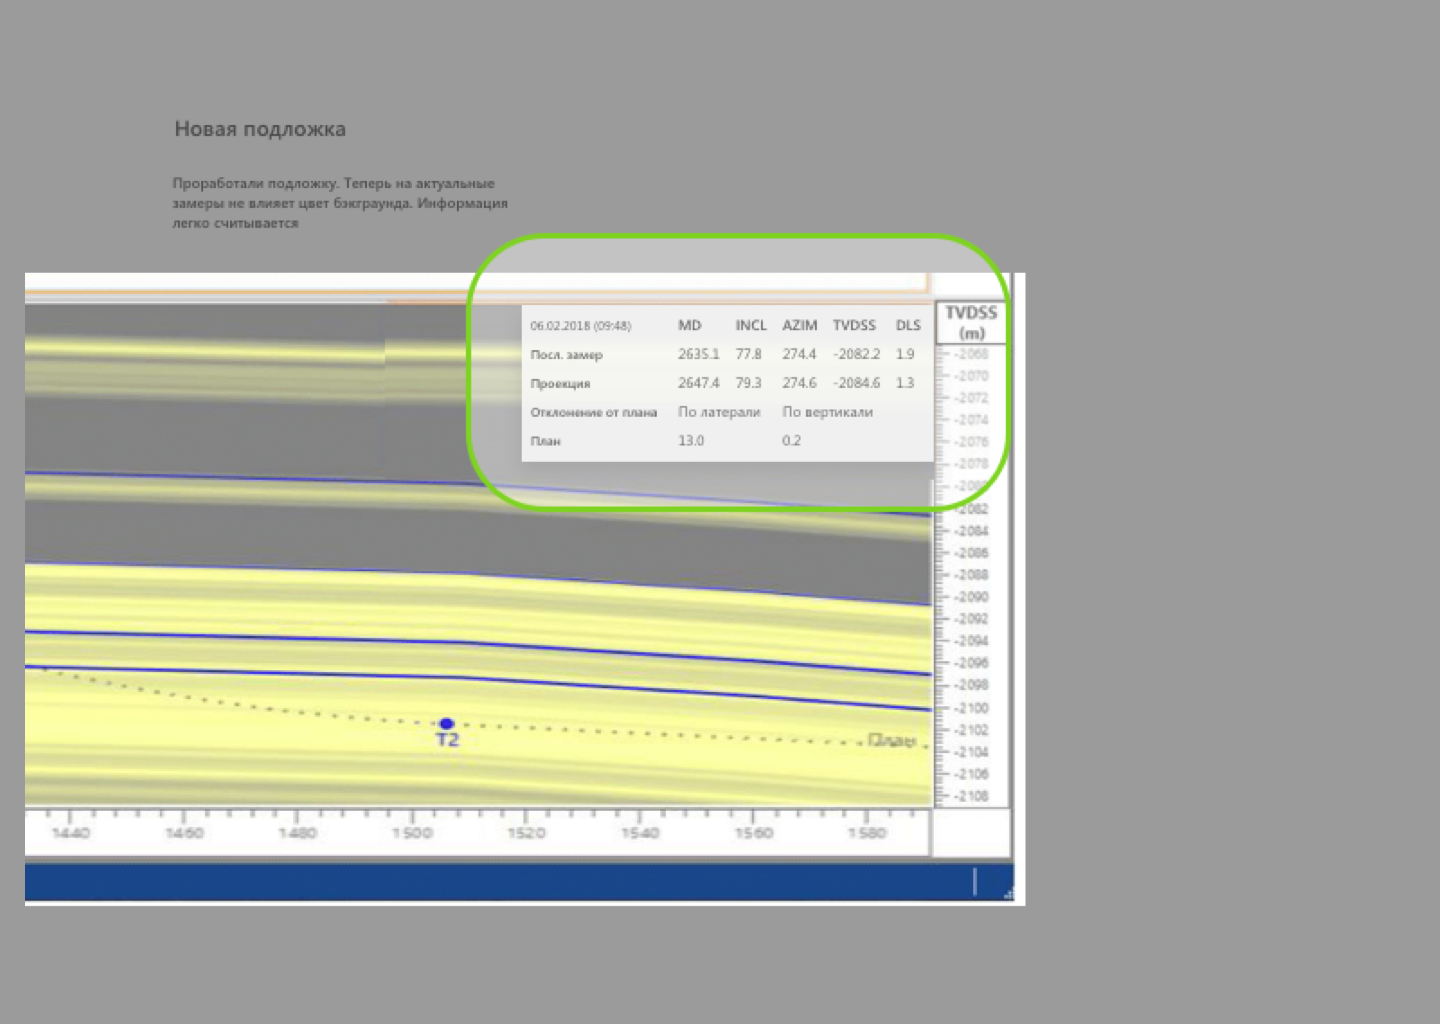 Новая подложка
Проработали подложку. Теперь на актуальные
замеры не влияет цвет бэкграунда. Информация
легко считывается
06.02.2018 (09:48) MD INCL AZIM TVDSS DLS
Посл. замер 2635.1 77.8 274.4 -2082.2 1.9
Проекция 2647.4 79.3 274.6 -2084.6 1.3
Отклонение от плана По латерали По вертикали
План 13.0 0.2
TVDSS
(m)
-2068
-2070
-2072
-2074
-2076
-2078
-2080
-2082
-2084
-2086
-2088
-2090
-2092
-2094
-2096
-2098
-2100
-2102
-2104
-2106
-2108
T2
План
1440 1460 1480 1500 1520 1540 1560 1580